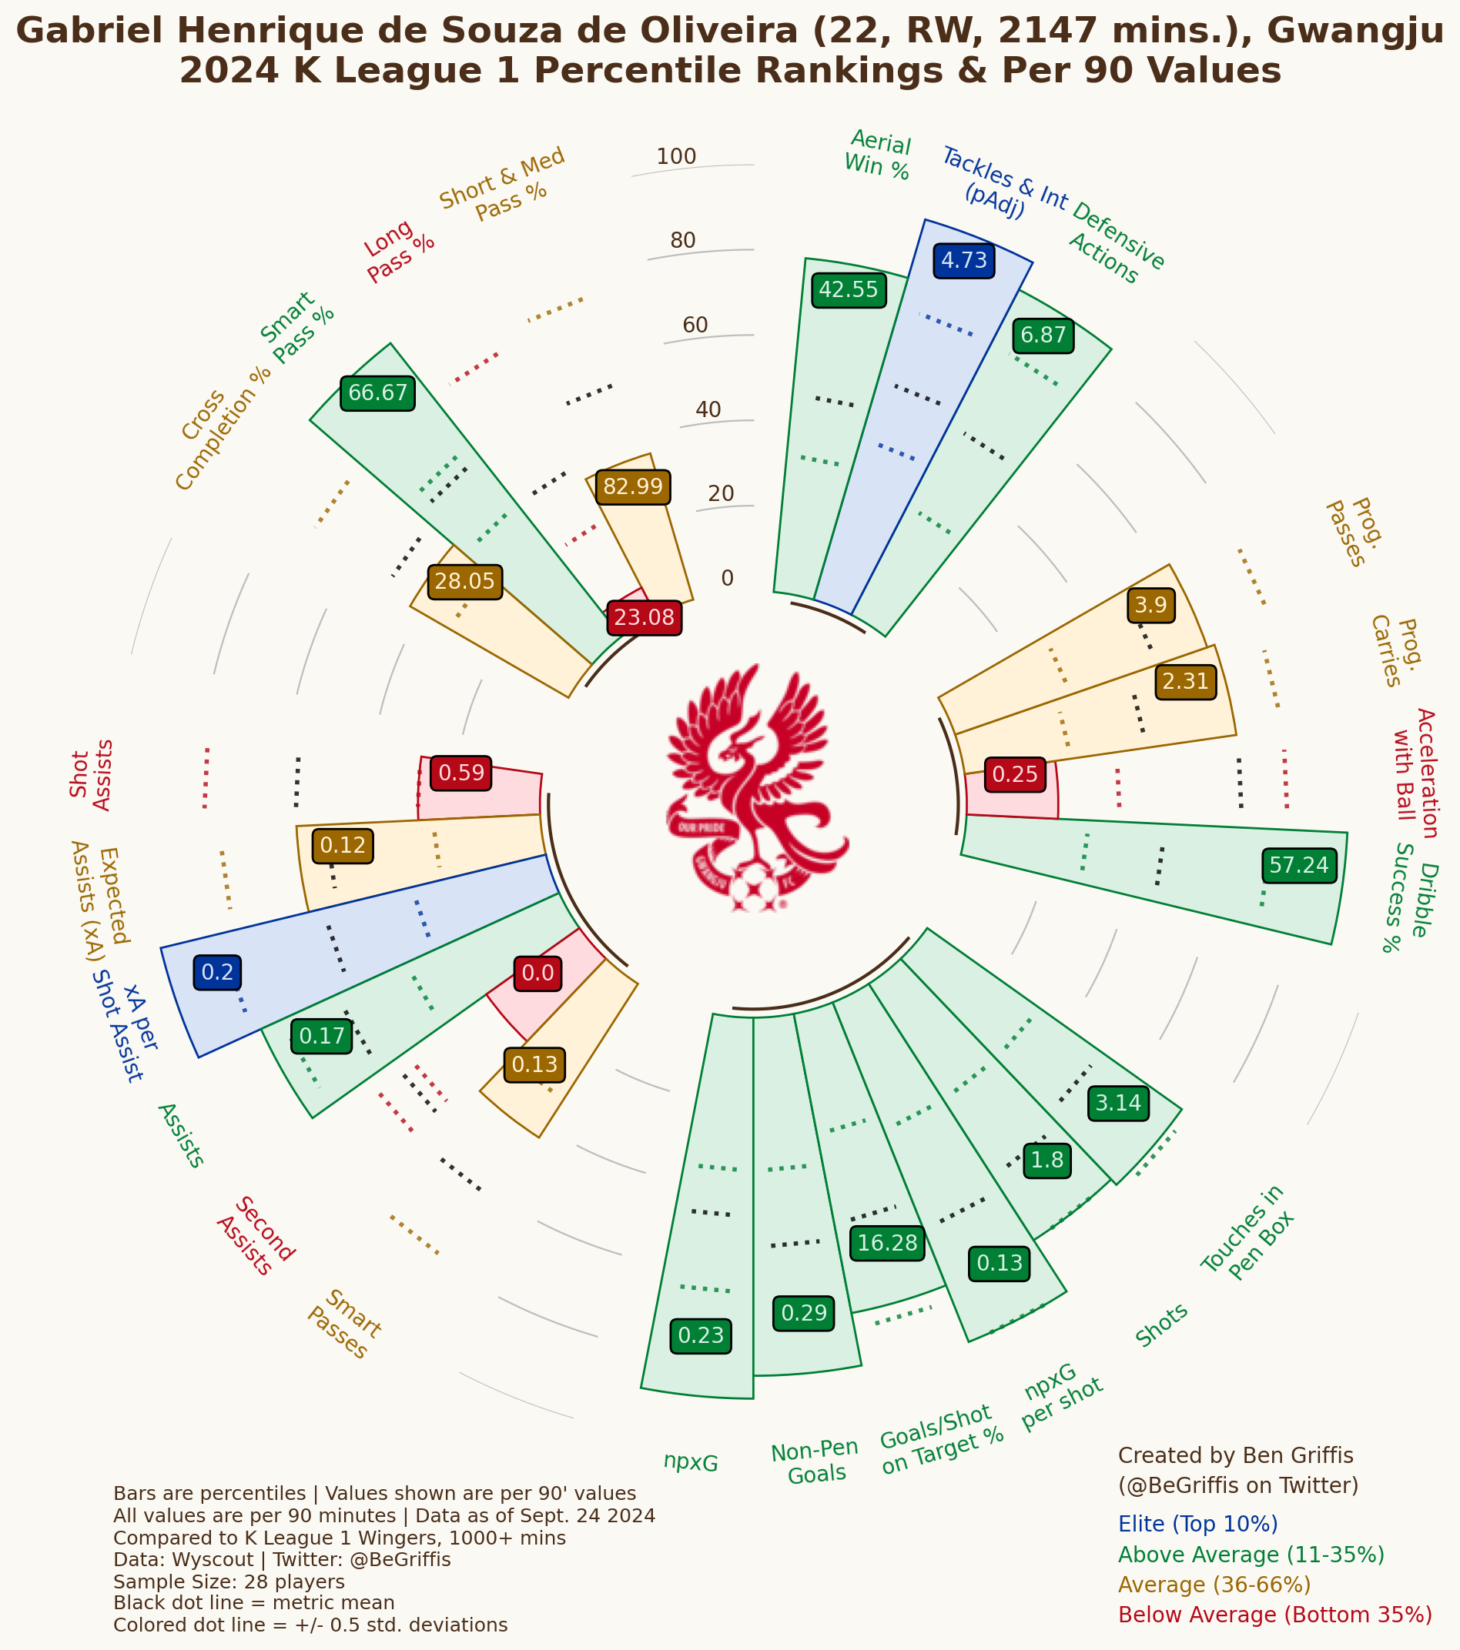 Gabriel Henrique de Souza de Oliveira (22, RW, 2147 mins.), Gwangju
2024 K League 1 Percentile Rankings & Per 90 Values
100
80
60
40
20
0
Aerial
Win %
Tackles & Int
(pAdj)
Defensive
Actions
42.55
4.73
6.87
Prog.
Passes
Prog.
Carries
Acceleration
with Ball
Dribble
Success %
3.9
2.31
0.25
57.24
Touches in
Pen Box
Shots
npxG
per shot
Goals/Shot
on Target %
Non-Pen
Goals
npxG
3.14
1.8
0.13
16.28
0.29
0.23
Smart
Passes
Second
Assists
Assists
xA per
Shot Assist
Expected
Assists (xA)
Shot
Assists
0.13
0.0
0.17
0.2
0.12
0.59
Cross
Completion %
Smart
Pass %
Long
Pass %
Short & Med
Pass %
28.05
66.67
23.08
82.99
OUR PRIDE
GWANGJU
FC
®
Bars are percentiles | Values shown are per 90' values
All values are per 90 minutes | Data as of Sept. 24 2024
Compared to K League 1 Wingers, 1000+ mins
Data: Wyscout | Twitter: @BeGriffis
Sample Size: 28 players
Black dot line = metric mean
Colored dot line = +/- 0.5 std. deviations
Created by Ben Griffis
(@BeGriffis on Twitter)
Elite (Top 10%)
Above Average (11-35%)
Average (36-66%)
Below Average (Bottom 35%)